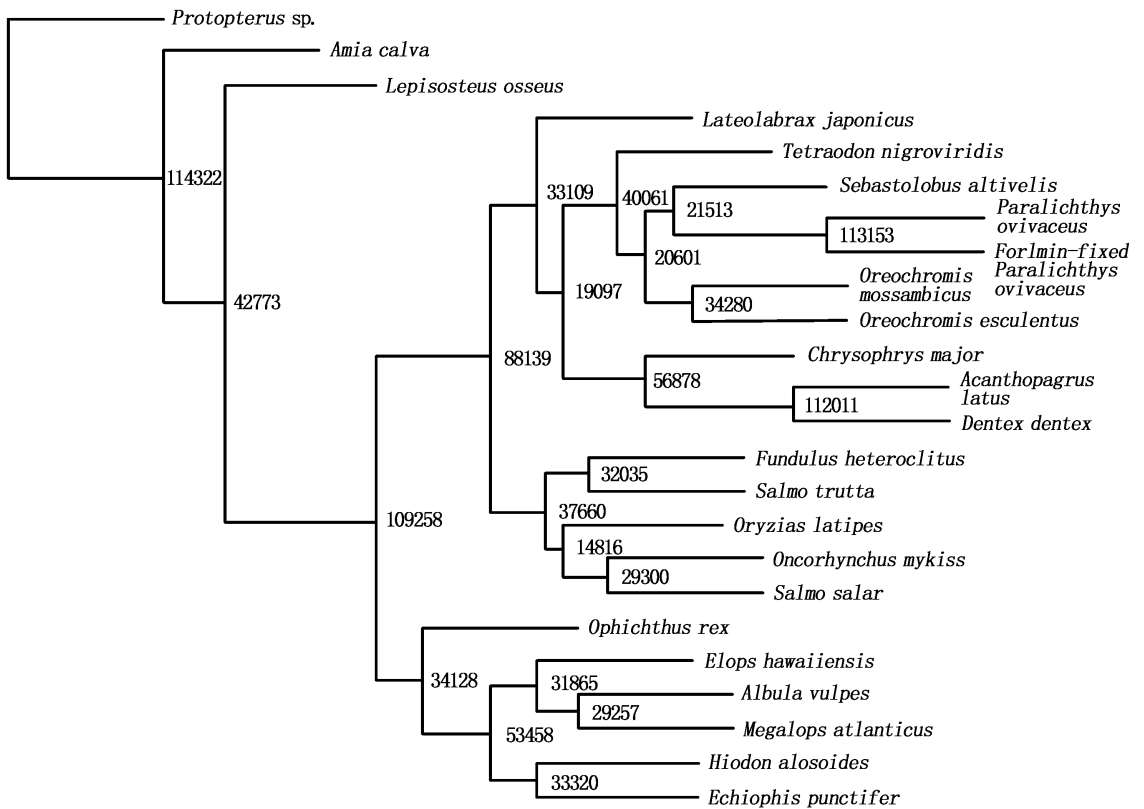 Protopterus sp.
Amia calva
Lepisosteus osseus
Lateolabrax japonicus
Tetraodon nigroviridis
114322
33109
40061
Sebastolobus altivelis
21513
Paralichthys
ovivaceus
113153
Forlmin-fixed
Paralichthys
ovivaceus
20601
19097
Oreochromis
mossambicus
34280
42773
Oreochromis esculentus
88139
Chrysophrys major
56878
Acanthopagrus
latus
112011
Dentex dentex
Fundulus heteroclitus
32035
Salmo trutta
37660
109258
Oryzias latipes
14816
Oncorhynchus mykiss
29300
Salmo salar
Ophichthus rex
Elops hawaiiensis
34128
31865
Albula vulpes
29257
Megalops atlanticus
53458
Hiodon alosoides
33320
Echiophis punctifer